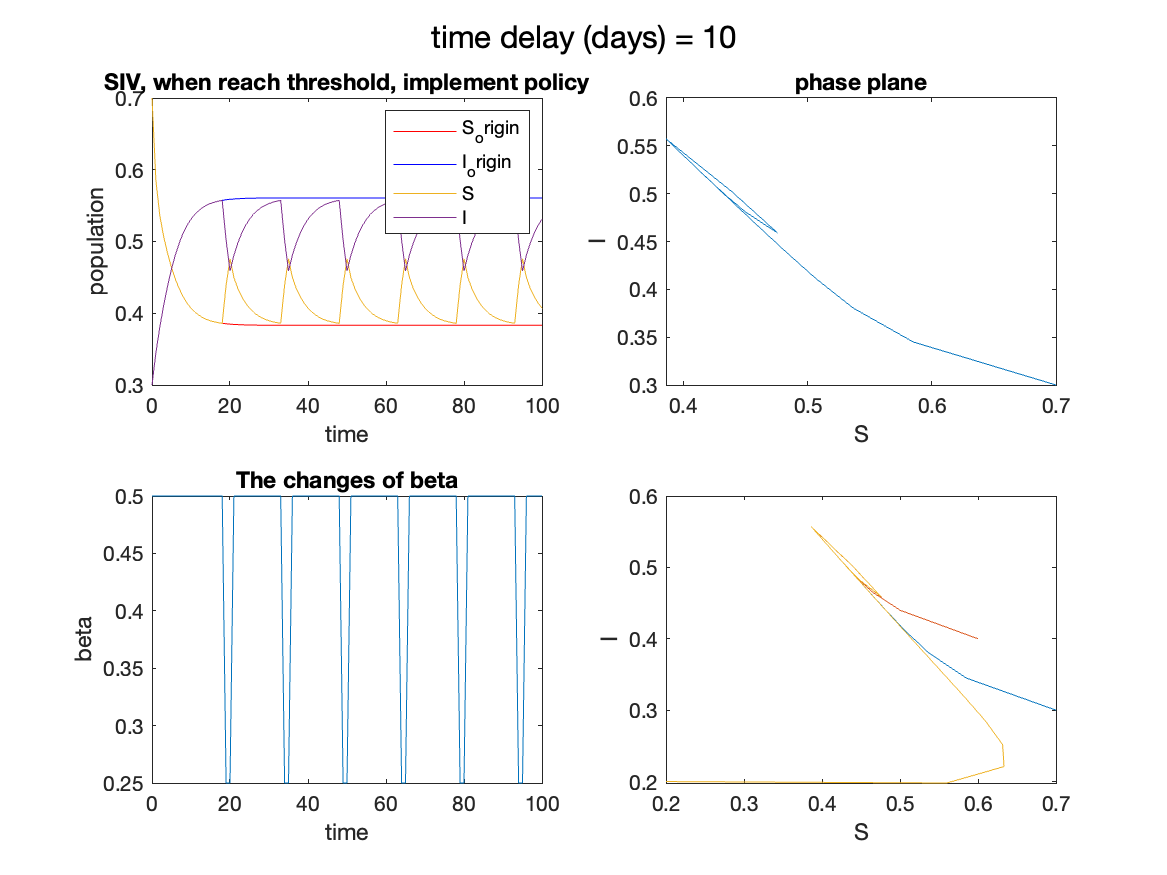 time delay (days) = 10
SIV, when reach threshold, implement policy
0.7
0.6
0.5
0.4
0.3
0
20
40
60
80
100
population
time
S_origin
I_origin
S
I
phase plane
0.6
0.55
0.5
0.45
0.4
0.35
0.3
0.4
0.5
0.6
0.7
I
S
The changes of beta
0.5
0.45
0.4
0.35
0.3
0.25
0
20
40
60
80
100
beta
time
0.6
0.5
0.4
0.3
0.2
0.2
0.3
0.4
0.5
0.6
0.7
I
S